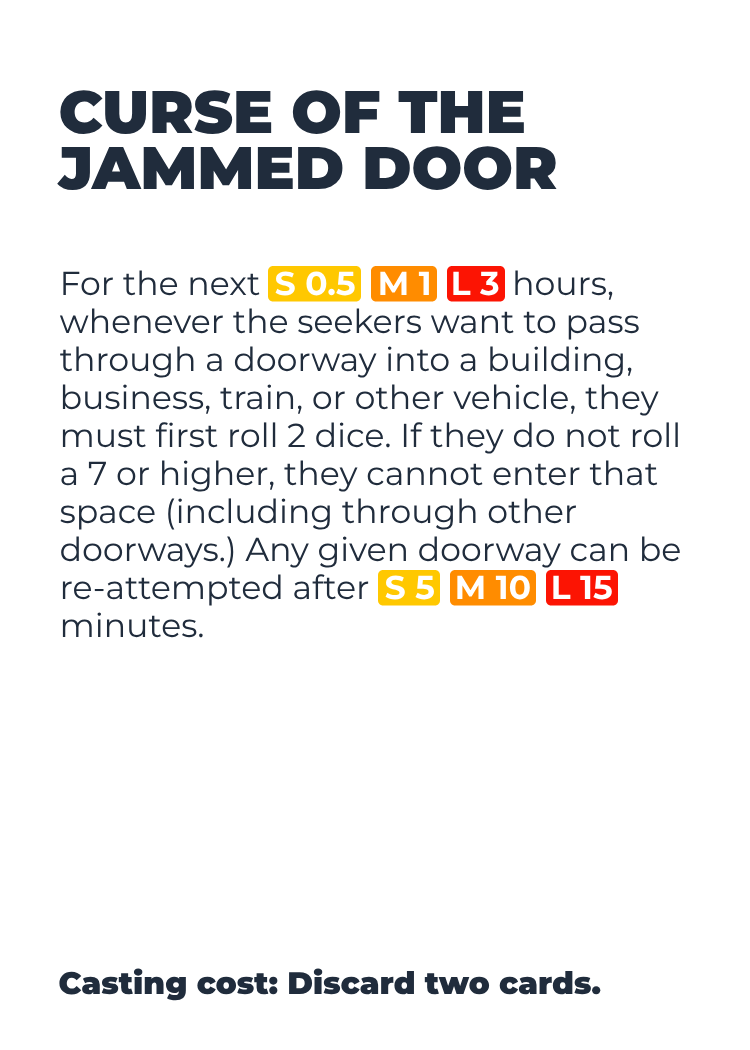 CURSE OF THE
JAMMED DOOR
For the next S 0.5 M 1 L 3 hours,
whenever the seekers want to pass
through a doorway into a building,
business, train, or other vehicle, they
must first roll 2 dice. If they do not roll
a 7 or higher, they cannot enter that
space (including through other
doorways.) Any given doorway can be
re-attempted after S 5 M 10 L 15
minutes.
Casting cost: Discard two cards.